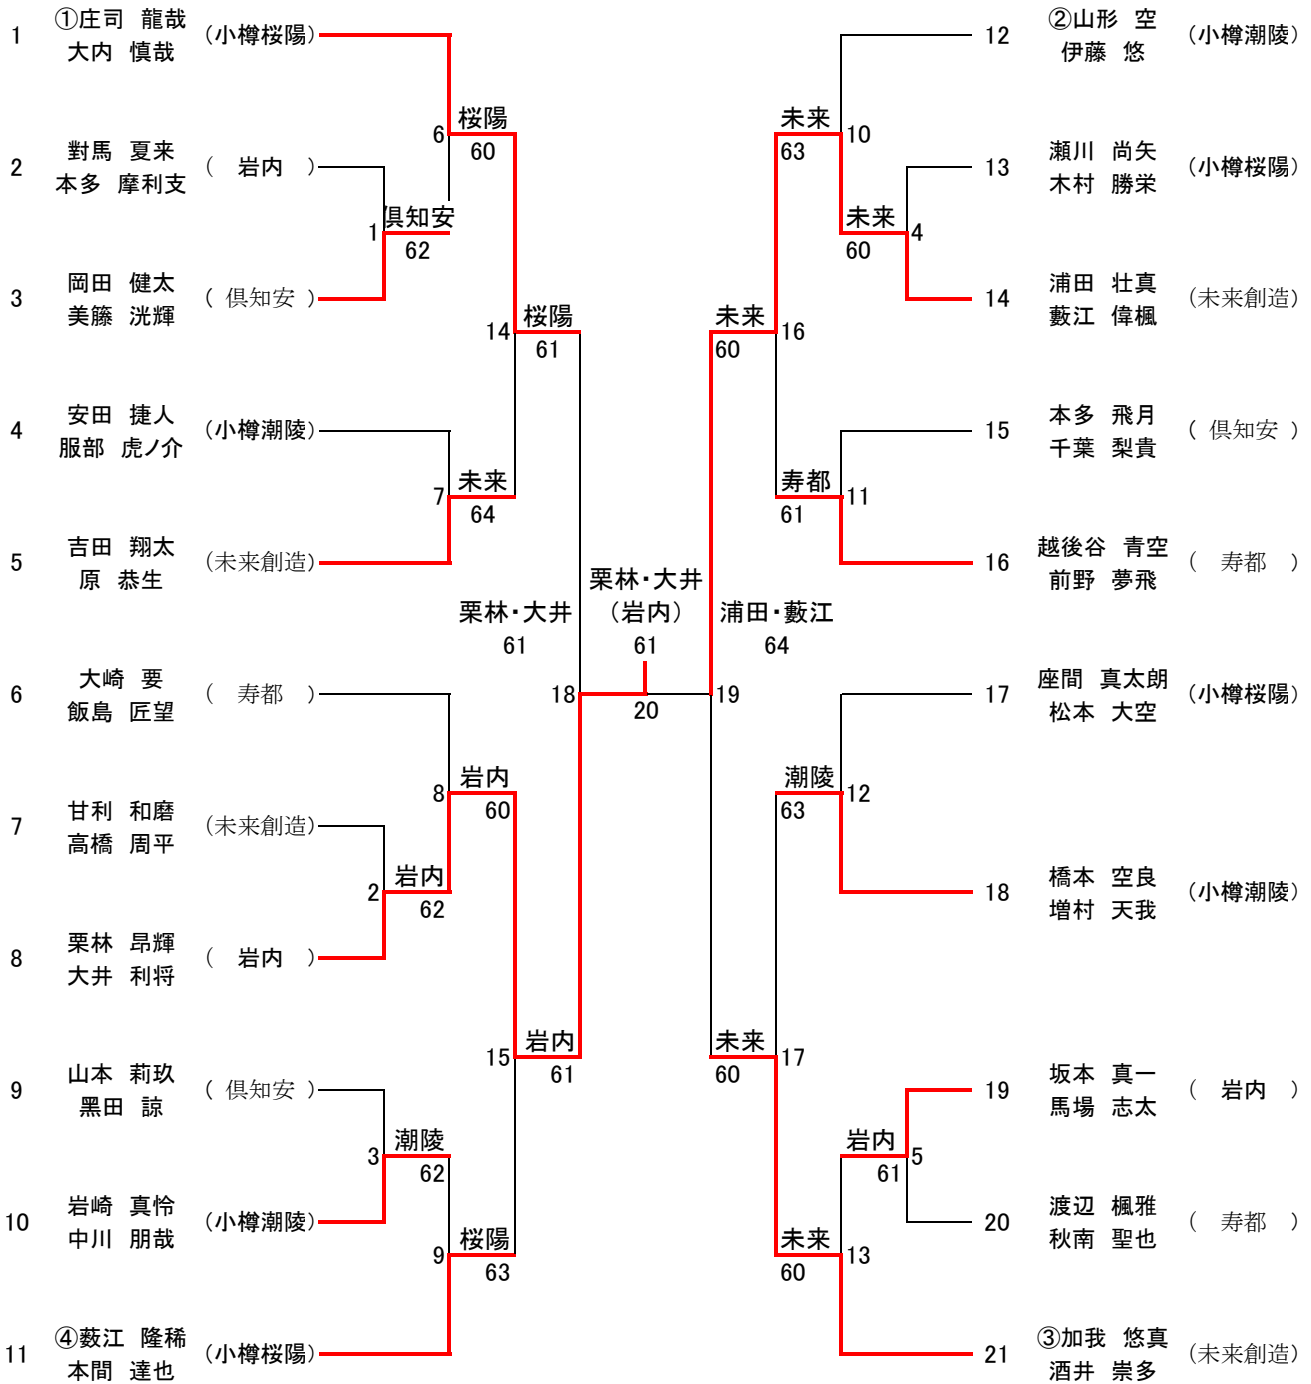 1 ①庄司 龍哉 (小樽桜陽)
大内 慎哉
2 對馬 夏来 ( 岩内 )
本多 摩利支
3 岡田 健太 ( 倶知安 )
美籐 洸輝
4 安田 捷人 (小樽潮陵)
服部 虎ノ介
5 吉田 翔太 (未来創造)
原 恭生
6 大崎 要 ( 寿都 )
飯島 匠望
7 甘利 和磨 (未来創造)
高橋 周平
8 栗林 昂輝 ( 岩内 )
大井 利将
9 山本 莉玖 ( 倶知安 )
黑田 諒
10 岩崎 真怜 (小樽潮陵)
中川 朋哉
11 ④薮江 隆稀 (小樽桜陽)
本間 達也
1 倶知安
62
2 岩内
62
3 潮陵
62
6 桜陽
60
7 未来
64
8 岩内
60
9 桜陽
63
14 桜陽
61
15 岩内
61
栗林・大井
61
18
栗林・大井
(岩内)
61
20
浦田・藪江
64
19
未来 16
60
未来 17
60
未来 10
63
寿都 11
61
潮陵 12
63
未来 13
60
未来 4
60
岩内 5
61
12 ②山形 空 (小樽潮陵)
伊藤 悠
13 瀬川 尚矢 (小樽桜陽)
木村 勝栄
14 浦田 壮真 (未来創造)
藪江 偉楓
15 本多 飛月 ( 倶知安 )
千葉 梨貴
16 越後谷 青空 ( 寿都 )
前野 夢飛
17 座間 真太朗 (小樽桜陽)
松本 大空
18 橋本 空良 (小樽潮陵)
増村 天我
19 坂本 真一 ( 岩内 )
馬場 志太
20 渡辺 楓雅 ( 寿都 )
秋南 聖也
21 ③加我 悠真 (未来創造)
酒井 崇多